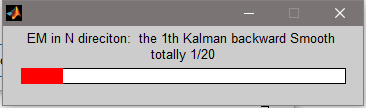 EM in N direciton:  the 1th Kalman backward Smooth
totally 1/20